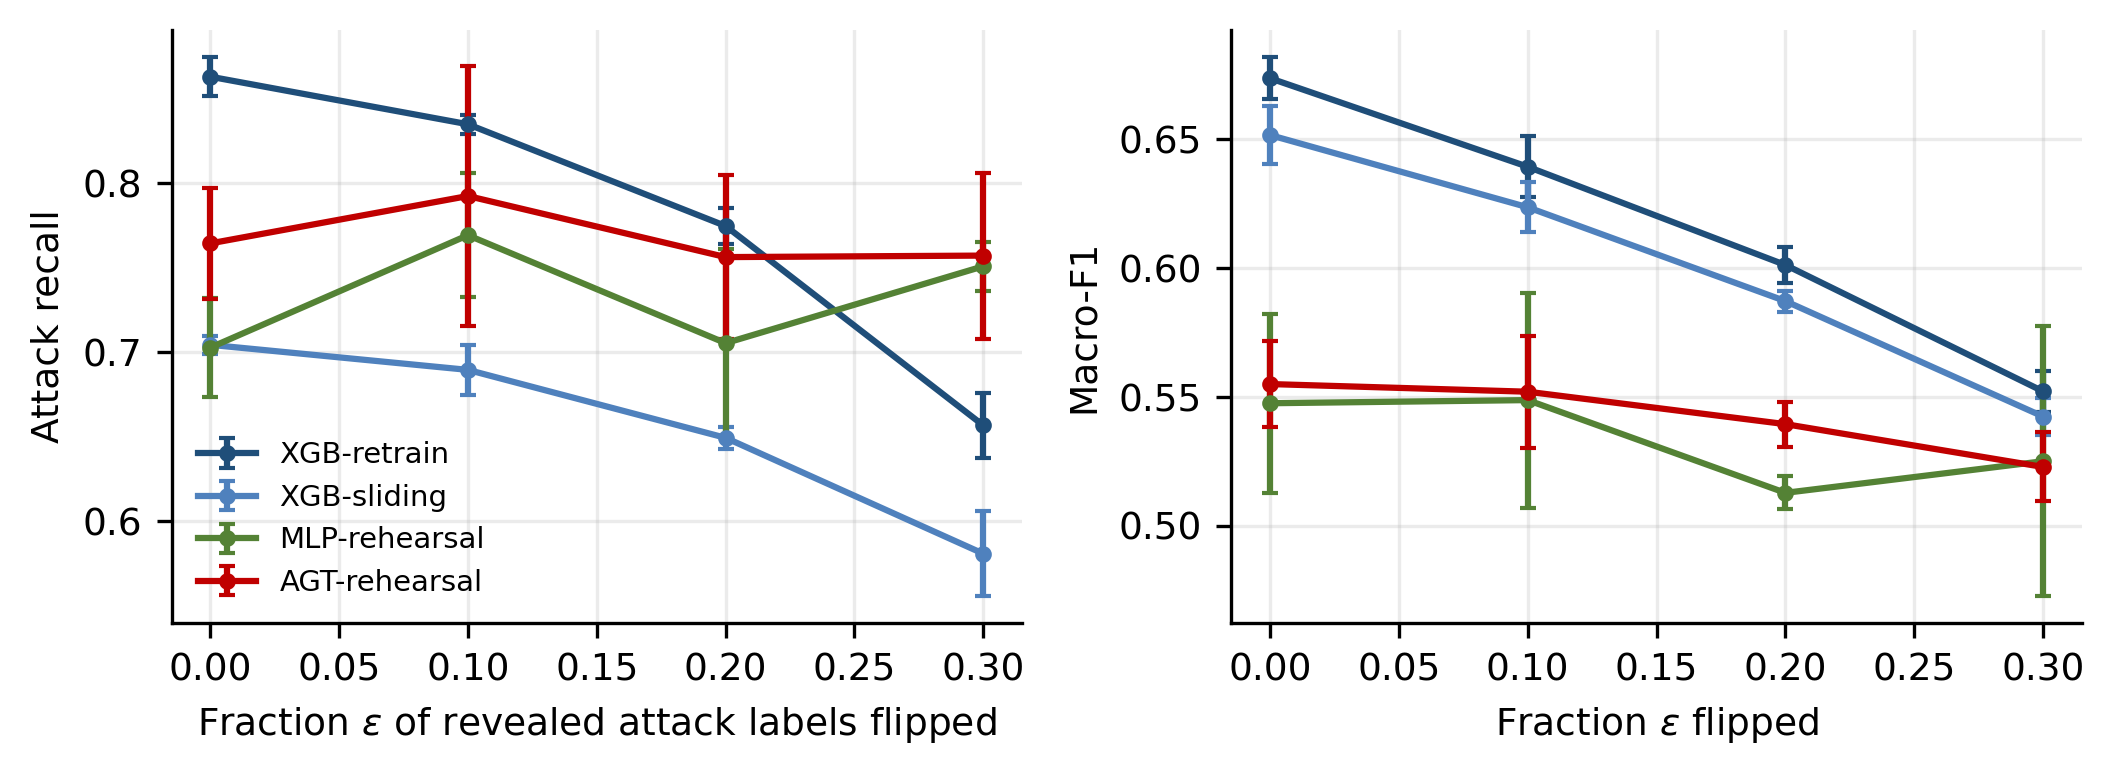 Attack recall
0.8
0.7
0.6
XGB-retrain
XGB-sliding
MLP-rehearsal
AGT-rehearsal
0.00 0.05 0.10 0.15 0.20 0.25 0.30
Fraction ε of revealed attack labels flipped
Macro-F1
0.65
0.60
0.55
0.50
0.00 0.05 0.10 0.15 0.20 0.25 0.30
Fraction ε flipped